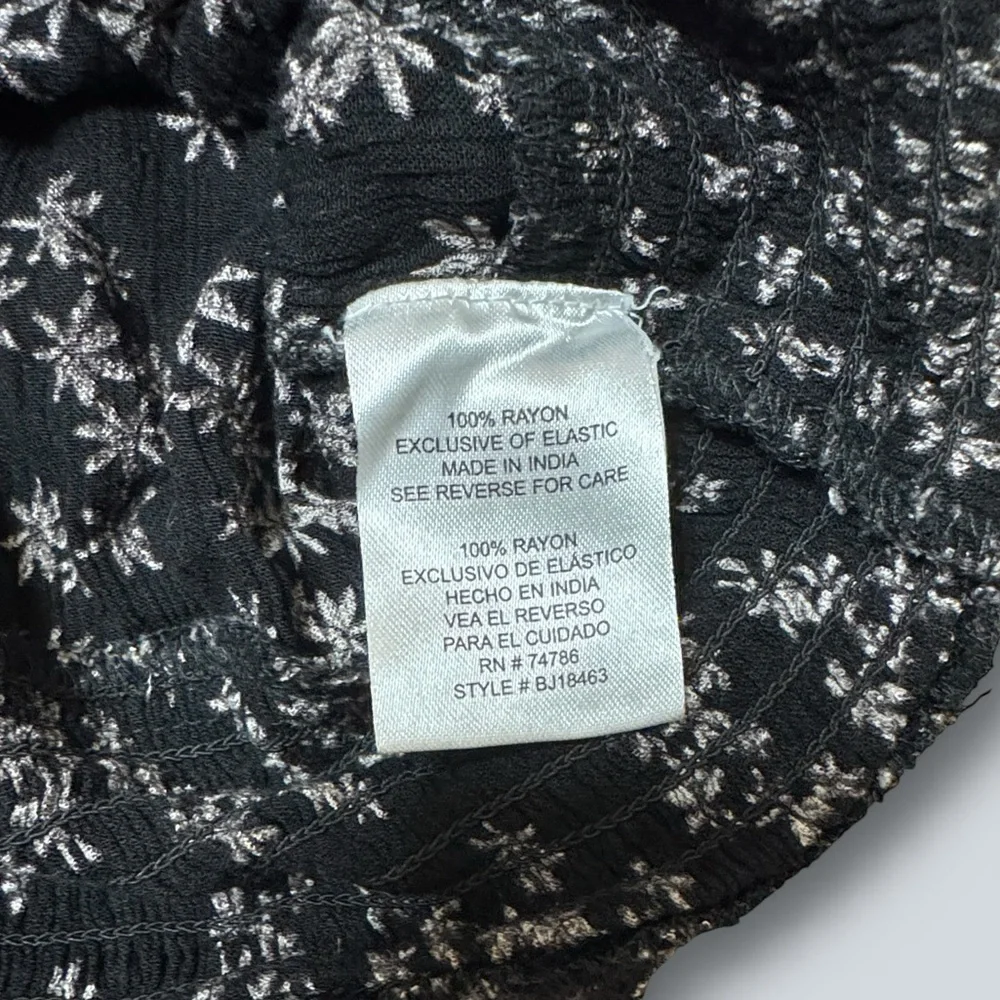 100% RAYON
EXCLUSIVE OF ELASTIC
MADE IN INDIA
SEE REVERSE FOR CARE
100% RAYON
EXCLUSIVO DE ELÁSTICO
HECHO EN INDIA
VEA EL REVERSO
PARA EL CUIDADO
RN # 74786
STYLE # BJ18463